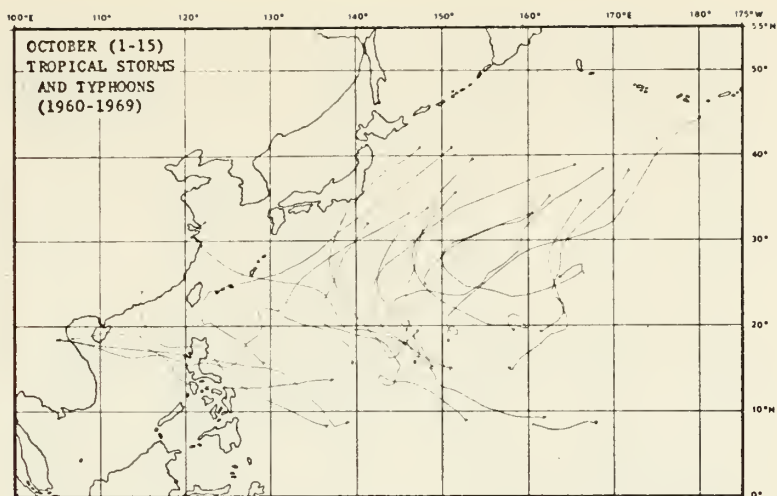 100°E 110° 120° 130° 140° 150°E 160°E 170°E 180° 175°W
55°N
OCTOBER (1-15)
TROPICAL STORMS
AND TYPHOONS
(1960-1969)
50°
40°
30°
20°
10°N
0°